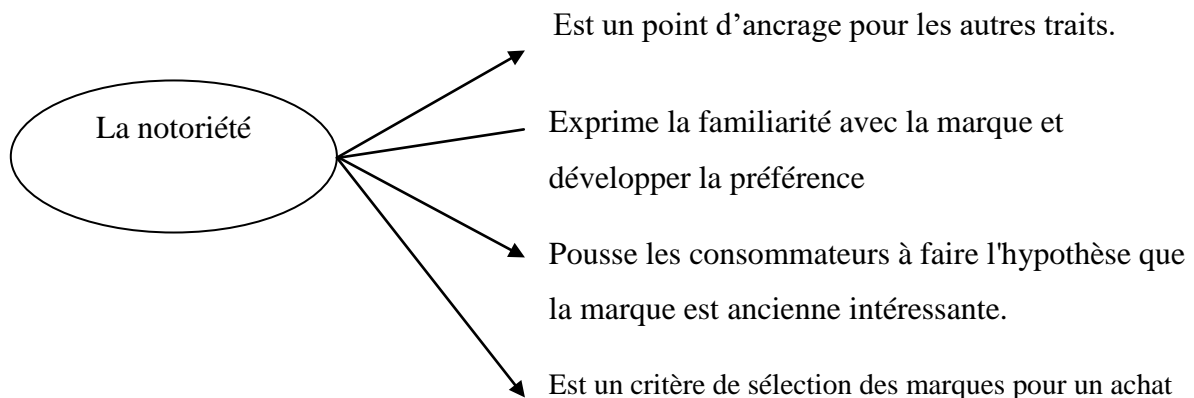 Est un point d’ancrage pour les autres traits.
La notoriété
Exprime la familiarité avec la marque et
développer la préférence
Pousse les consommateurs à faire l'hypothèse que
la marque est ancienne intéressante.
Est un critère de sélection des marques pour un achat